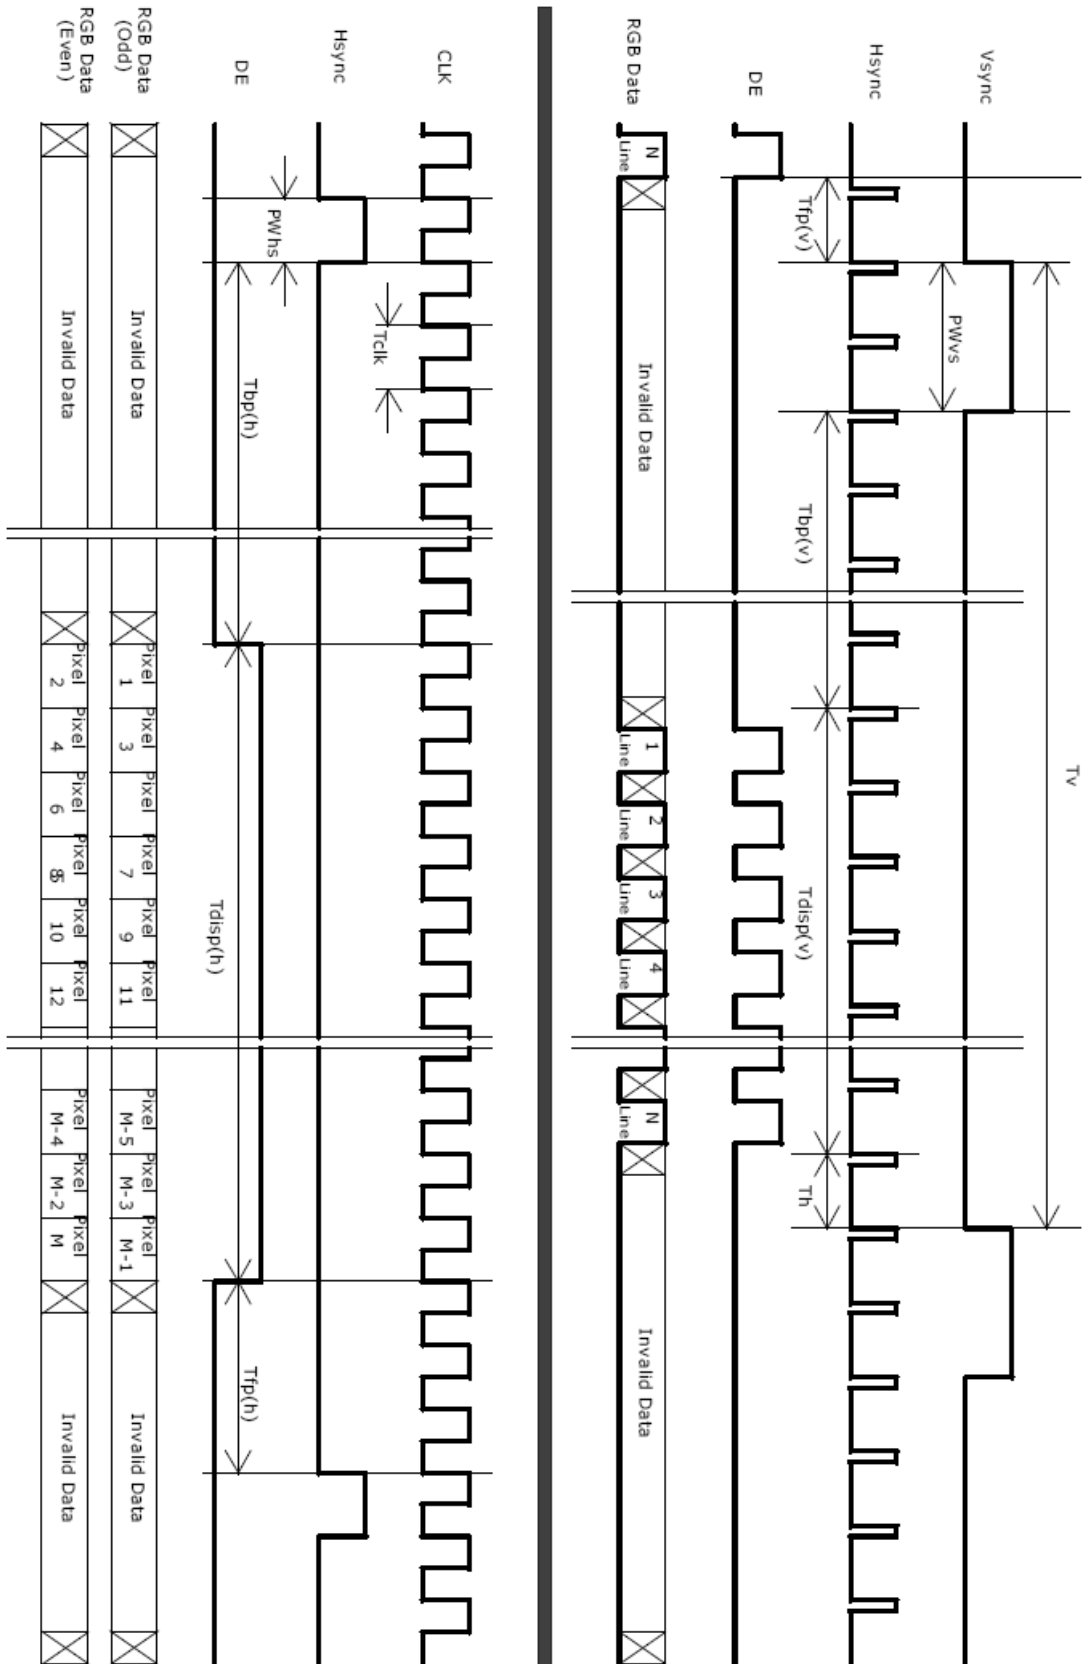 Tv
Vsync
PWvs
Hsync
Tfp(v) Tbp(v) Tdisp(v) Th
DE
N 1 2 3 4 N
RGB Data Invalid Data Invalid Data
Line Line Line Line Line Line
CLK
Tclk
Hsync
PWhs
DE
Tbp(h) Tdisp(h) Tfp(h)
RGB Data
(Odd)
Invalid Data Pixel Pixel Pixel Pixel Pixel Pixel Pixel Pixel Pixel Invalid Data
1 3 7 9 11 M-5 M-3 M-1
RGB Data
(Even)
Invalid Data Pixel Pixel Pixel Pixel Pixel Pixel Pixel Pixel Pixel Invalid Data
2 4 6 10 12 M-4 M-2 M